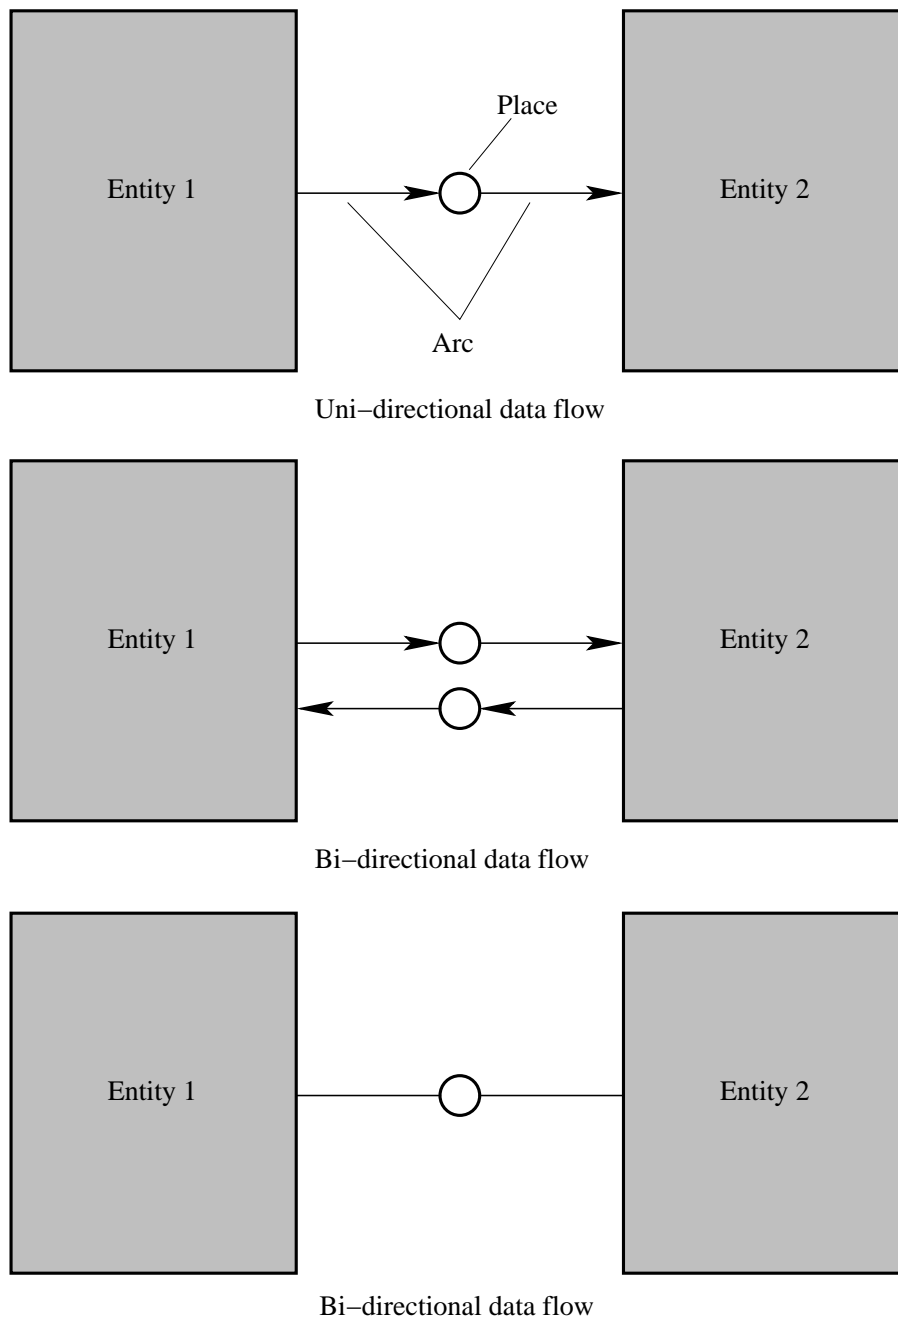 Place
Entity 1
Entity 2
Arc
Uni−directional data flow
Entity 1
Entity 2
Bi−directional data flow
Entity 1
Entity 2
Bi−directional data flow